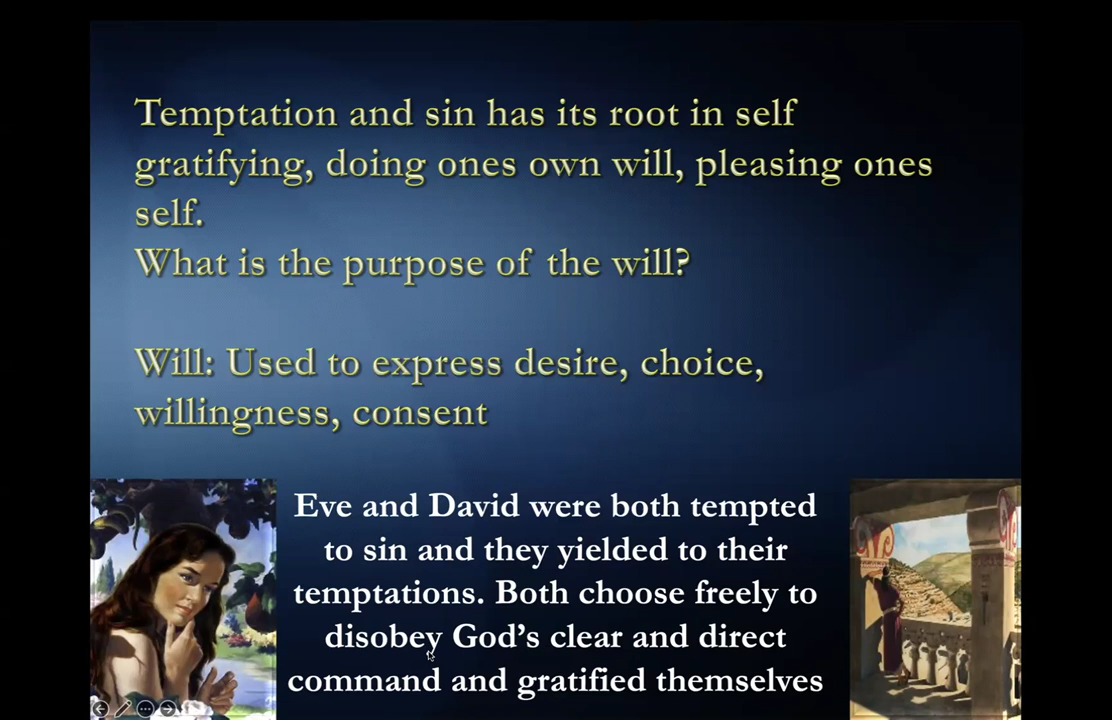 Temptation and sin has its root in self
gratifying, doing ones own will, pleasing ones
self.
What is the purpose of the will?
Will: Used to express desire, choice,
willingness, consent
Eve and David were both tempted
to sin and they yielded to their
temptations. Both choose freely to
disobey God’s clear and direct
command and gratified themselves